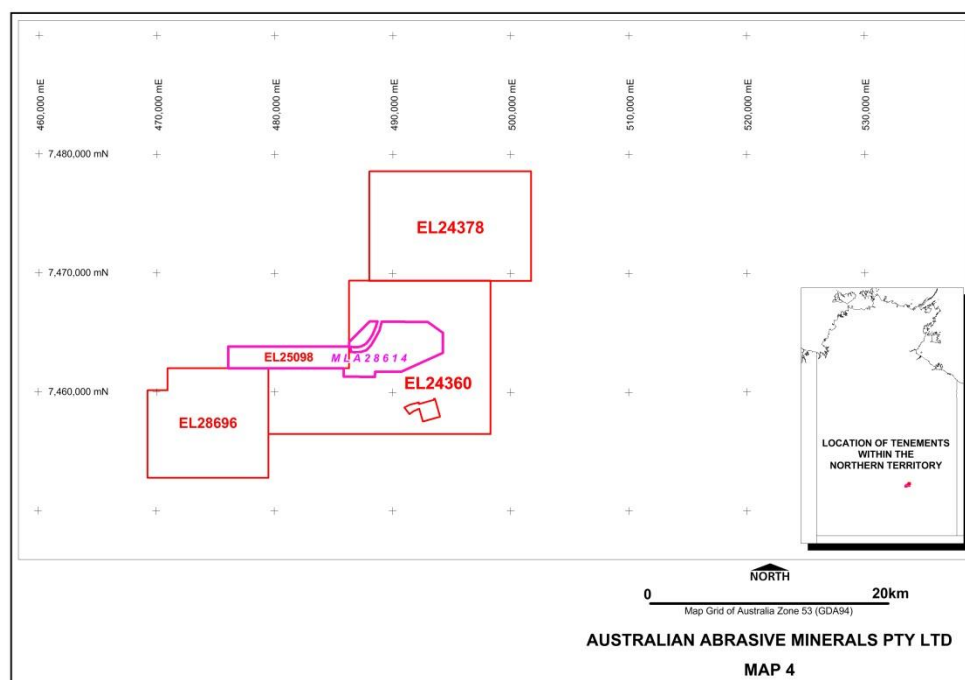 460,000 mE
470,000 mE
480,000 mE
490,000 mE
500,000 mE
510,000 mE
520,000 mE
530,000 mE
7,480,000 mN
EL24378
7,470,000 mN
EL25098
MLA28614
EL24360
7,460,000 mN
EL28696
LOCATION OF TENEMENTS
WITHIN THE
NORTHERN TERRITORY
NORTH
0 20km
Map Grid of Australia Zone 53 (GDA94)
AUSTRALIAN ABRASIVE MINERALS PTY LTD
MAP 4